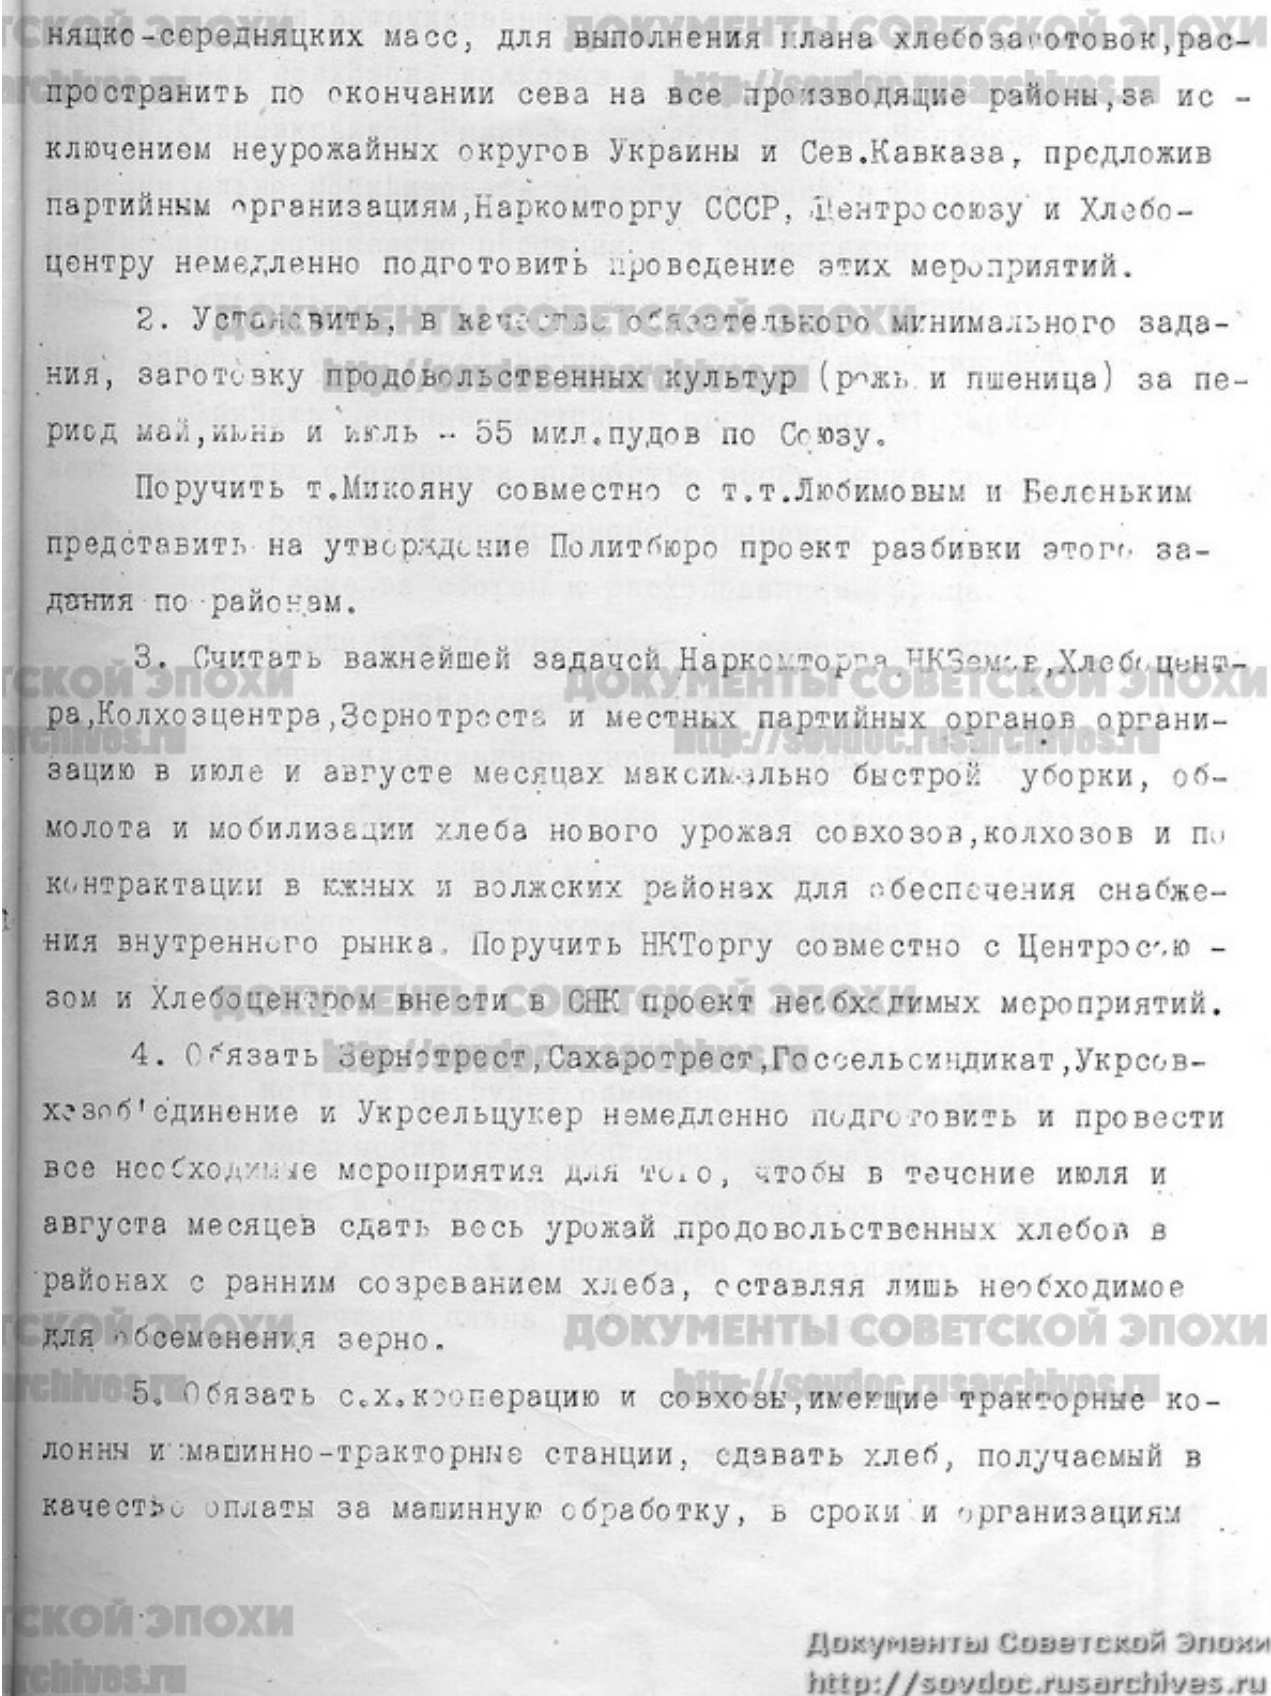 няцко-середняцких масс, для выполнения плана хлебозаготовок,рас-
пространить по окончании сева на все производящие районы,за ис -
ключением неурожайных округов Украины и Сев.Кавказа, предложив
партийным организациям,Наркомторгу СССР, Центросоюзу и Хлебо-
центру немедленно подготовить проведение этих мероприятий.
2. Установить, в качестве обязательного минимального зада-
ния, заготовку продовольственных культур (рожь и пшеница) за пе-
риод май,июнь и июль - 55 мил.пудов по Союзу.
Поручить т.Микояну совместно с т.т.Любимовым и Беленьким
представить на утверждение Политбюро проект разбивки этого за-
дания по районам.
3. Считать важнейшей задачей Наркомторга,НКЗемов,Хлебоцент-
ра,Колхозцентра,Зернотреста и местных партийных органов органи-
зацию в июле и августе месяцах максимально быстрой уборки, об-
молота и мобилизации хлеба нового урожая совхозов,колхозов и по
контрактации в южных и волжских районах для обеспечения снабже-
ния внутреннего рынка. Поручить НКТоргу совместно с Центросою -
зом и Хлебоцентром внести в СНК проект необходимых мероприятий.
4. Обязать Зернотрест,Сахаротрест,Госсельсиндикат,Укрсов-
хозоб'единение и Укрсельцукер немедленно подготовить и провести
все необходимые мероприятия для того, чтобы в течение июля и
августа месяцев сдать весь урожай продовольственных хлебов в
районах с ранним созреванием хлеба, оставляя лишь необходимое
для обсеменения зерно.
5. Обязать с.х.кооперацию и совхозы,имеющие тракторные ко-
лонны и машинно-тракторные станции, сдавать хлеб, получаемый в
качестве оплаты за машинную обработку, в сроки и организациям
Документы Советской Эпохи
http://sovdoc.rusarchives.ru